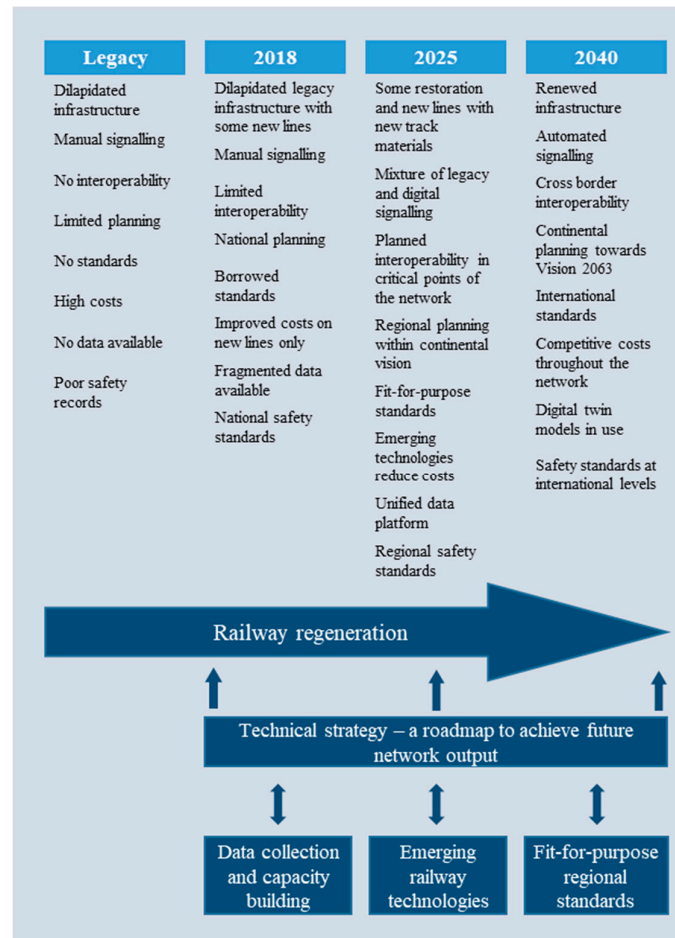 Legacy
Dilapidated
infrastructure
Manual signalling
No interoperability
Limited planning
No standards
High costs
No data available
Poor safety
records
2018
Dilapidated legacy
infrastructure with
some new lines
Manual signalling
Limited
interoperability
National planning
Borrowed
standards
Improved costs on
new lines only
Fragmented data
available
National safety
standards
2025
Some restoration
and new lines with
new track
materials
Mixture of legacy
and digital
signalling
Planned
interoperability in
critical points of
the network
Regional planning
within continental
vision
Fit-for-purpose
standards
Emerging
technologies
reduce costs
Unified data
platform
Regional safety
standards
2040
Renewed
infrastructure
Automated
signalling
Cross border
interoperability
Continental
planning towards
Vision 2063
International
standards
Competitive costs
throughout the
network
Digital twin
models in use
Safety standards at
international levels
Railway regeneration
Technical strategy – a roadmap to achieve future
network output
Data collection
and capacity
building
Emerging
railway
technologies
Fit-for-purpose
regional
standards